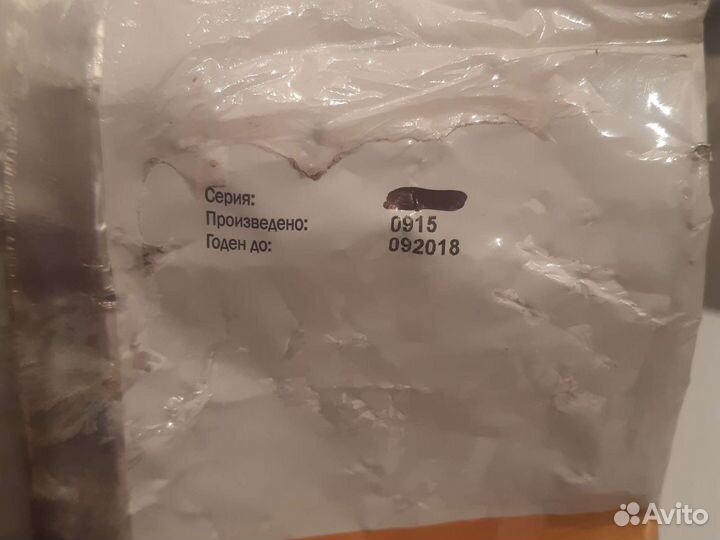 Серия:
Произведено: 0915
Годен до: 092018
Avito